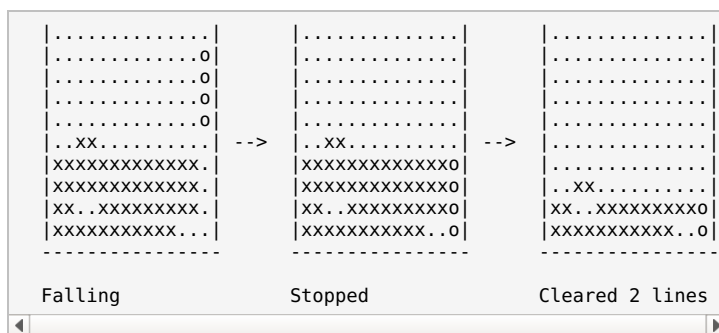 |..............|      |..............|      |..............|
|.............o|      |..............|      |..............|
|.............o|      |..............|      |..............|
|.............o|      |..............|      |..............|
|.............o|      |..............|      |..............|
|..xx..........| -->  |..xx..........| -->  |..............|
|xxxxxxxxxxxxx.|      |xxxxxxxxxxxxxo|      |..............|
|xxxxxxxxxxxxx.|      |xxxxxxxxxxxxxo|      |..xx..........|
|xx..xxxxxxxxx.|      |xx..xxxxxxxxxo|      |xx..xxxxxxxxxo|
|xxxxxxxxxxx...|      |xxxxxxxxxxx..o|      |xxxxxxxxxxx..o|
----------------      ----------------      ----------------
Falling               Stopped               Cleared 2 lines